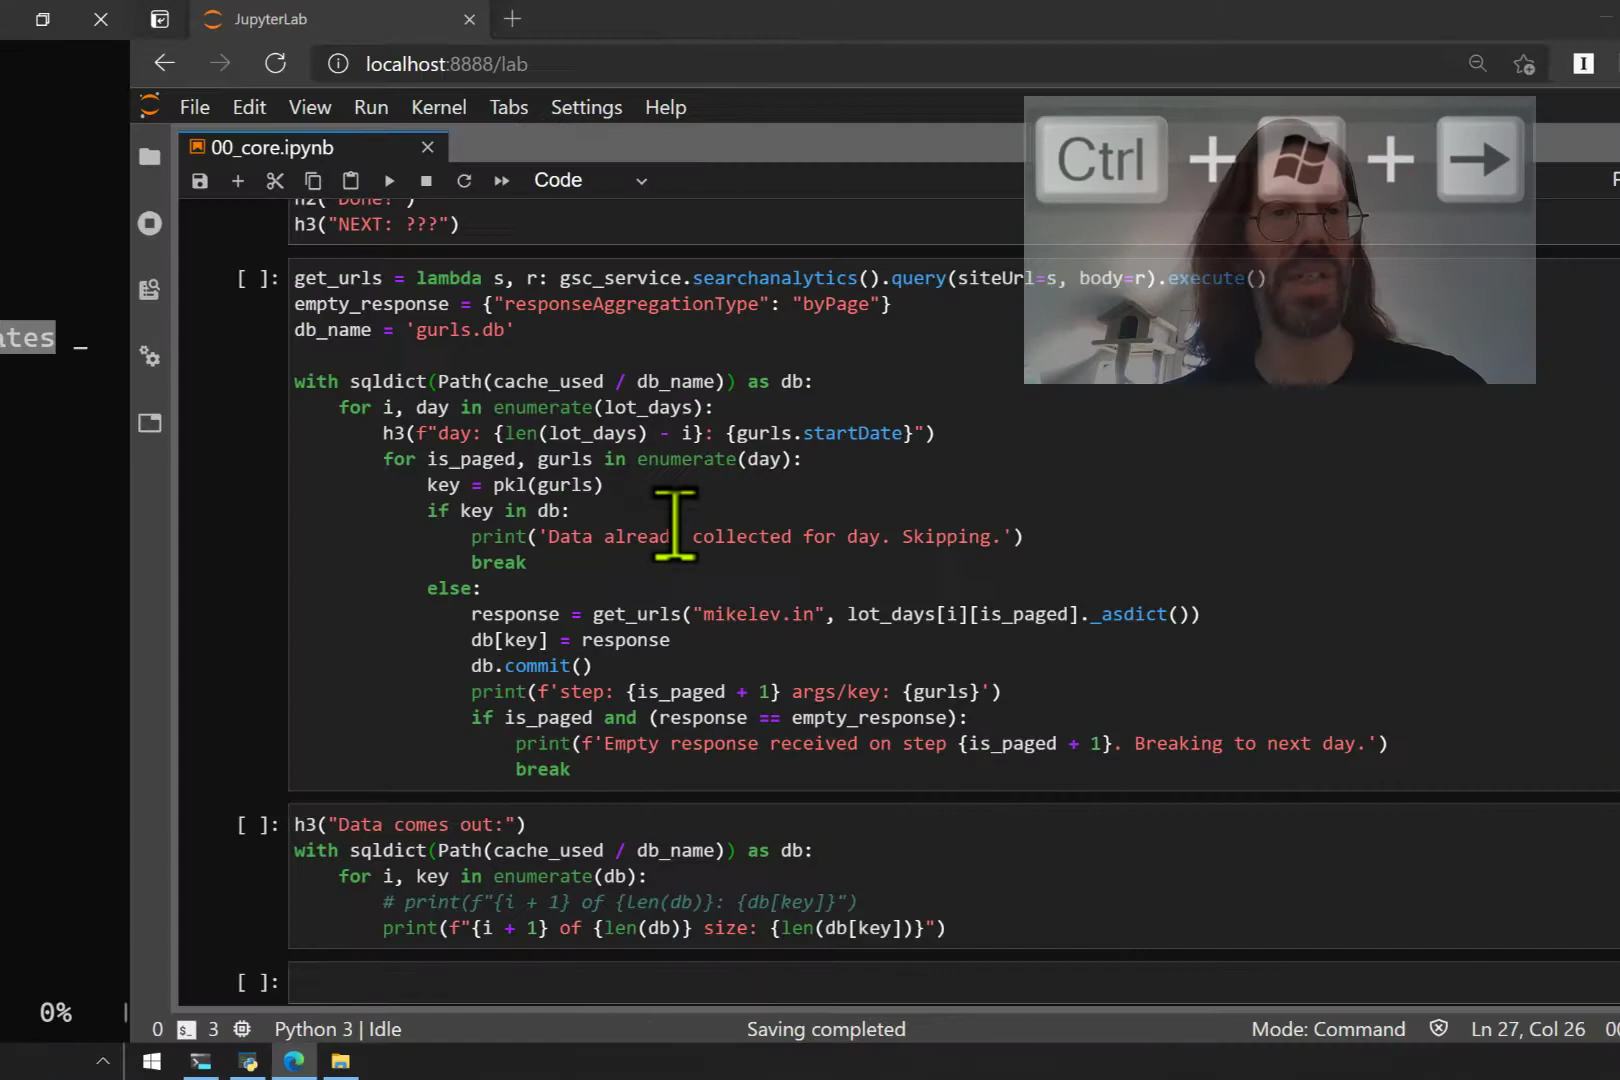 JupyterLab
localhost:8888/lab
File Edit View Run Kernel Tabs Settings Help
Ctrl + + →
00_core.ipynb
Code
h3("NEXT: ???")
[ ]: get_urls = lambda s, r: gsc_service.searchanalytics().query(siteUrl=s, body=r).execute()
empty_response = {"responseAggregationType": "byPage"}
db_name = 'gurls.db'
with sqldict(Path(cache_used / db_name)) as db:
for i, day in enumerate(lot_days):
h3(f"day: {len(lot_days) - i}: {gurls.startDate}")
for is_paged, gurls in enumerate(day):
key = pkl(gurls)
if key in db:
print('Data alread collected for day. Skipping.')
break
else:
response = get_urls("mikelev.in", lot_days[i][is_paged]._asdict())
db[key] = response
db.commit()
print(f'step: {is_paged + 1} args/key: {gurls}')
if is_paged and (response == empty_response):
print(f'Empty response received on step {is_paged + 1}. Breaking to next day.')
break
[ ]: h3("Data comes out:")
with sqldict(Path(cache_used / db_name)) as db:
for i, key in enumerate(db):
# print(f"{i + 1} of {len(db)}: {db[key]}")
print(f"{i + 1} of {len(db)} size: {len(db[key])}")
[ ]:
ates _
0%
0 3 Python 3 | Idle Saving completed Mode: Command Ln 27, Col 26